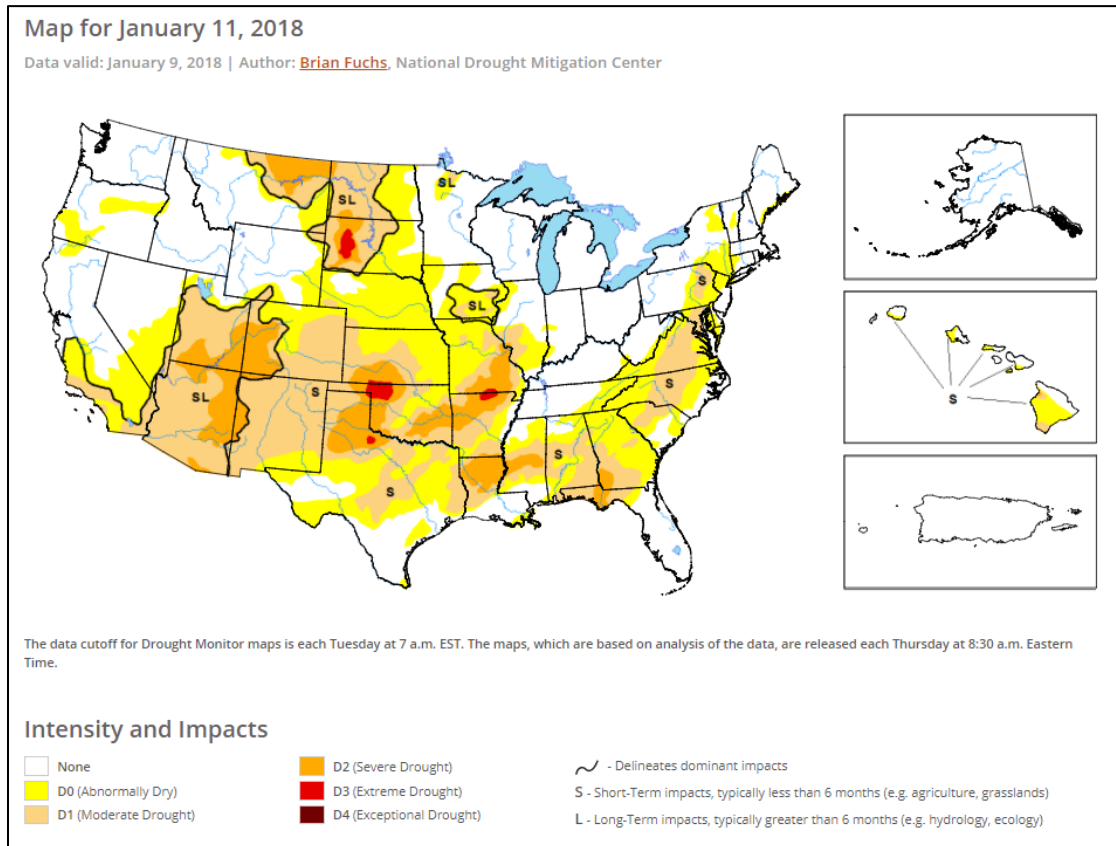 Map for January 11, 2018
Data valid: January 9, 2018 | Author: Brian Fuchs, National Drought Mitigation Center
SL
SL
SL
SL
S
S
S
S
S
S
The data cutoff for Drought Monitor maps is each Tuesday at 7 a.m. EST. The maps, which are based on analysis of the data, are released each Thursday at 8:30 a.m. Eastern
Time.
Intensity and Impacts
None
D0 (Abnormally Dry)
D1 (Moderate Drought)
D2 (Severe Drought)
D3 (Extreme Drought)
D4 (Exceptional Drought)
- Delineates dominant impacts
S - Short-Term impacts, typically less than 6 months (e.g. agriculture, grasslands)
L - Long-Term impacts, typically greater than 6 months (e.g. hydrology, ecology)